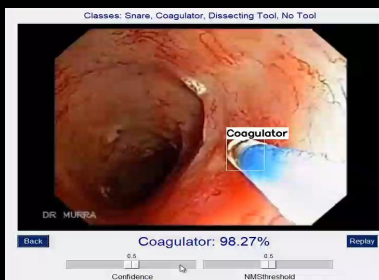 Classes: Snare, Coagulator, Dissecting Tool, No Tool
Coagulator
DR MURRA
Back
Coagulator: 98.27%
Replay
0.5
0.5
Confidence
NMSthreshold